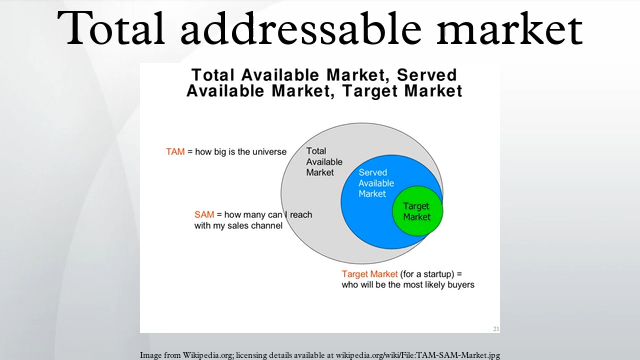 Total addressable market
Total Available Market, Served
Available Market, Target Market
TAM = how big is the universe
Total
Available
Market
Served
Available
Market
Target
Market
SAM = how many can I reach
with my sales channel
Target Market (for a startup) =
who will be the most likely buyers
21
Image from Wikipedia.org; licensing details available at wikipedia.org/wiki/File:TAM-SAM-Market.jpg